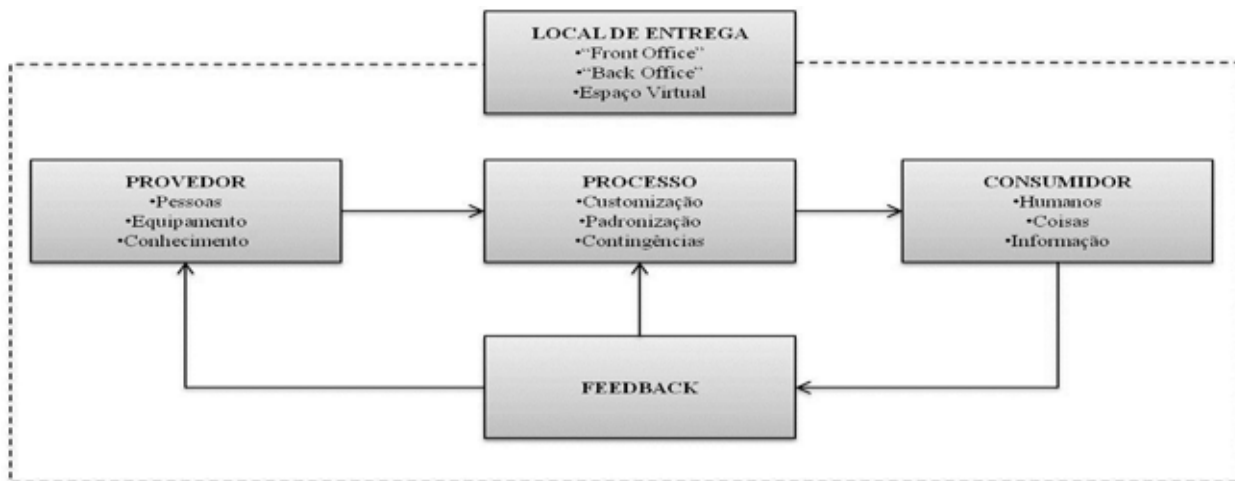 LOCAL DE ENTREGA
•“Front Office”
•“Back Office”
•Espaço Virtual
PROVEDOR
•Pessoas
•Equipamento
•Conhecimento
PROCESSO
•Customização
•Padronização
•Contingências
CONSUMIDOR
•Humanos
•Coisas
•Informação
FEEDBACK